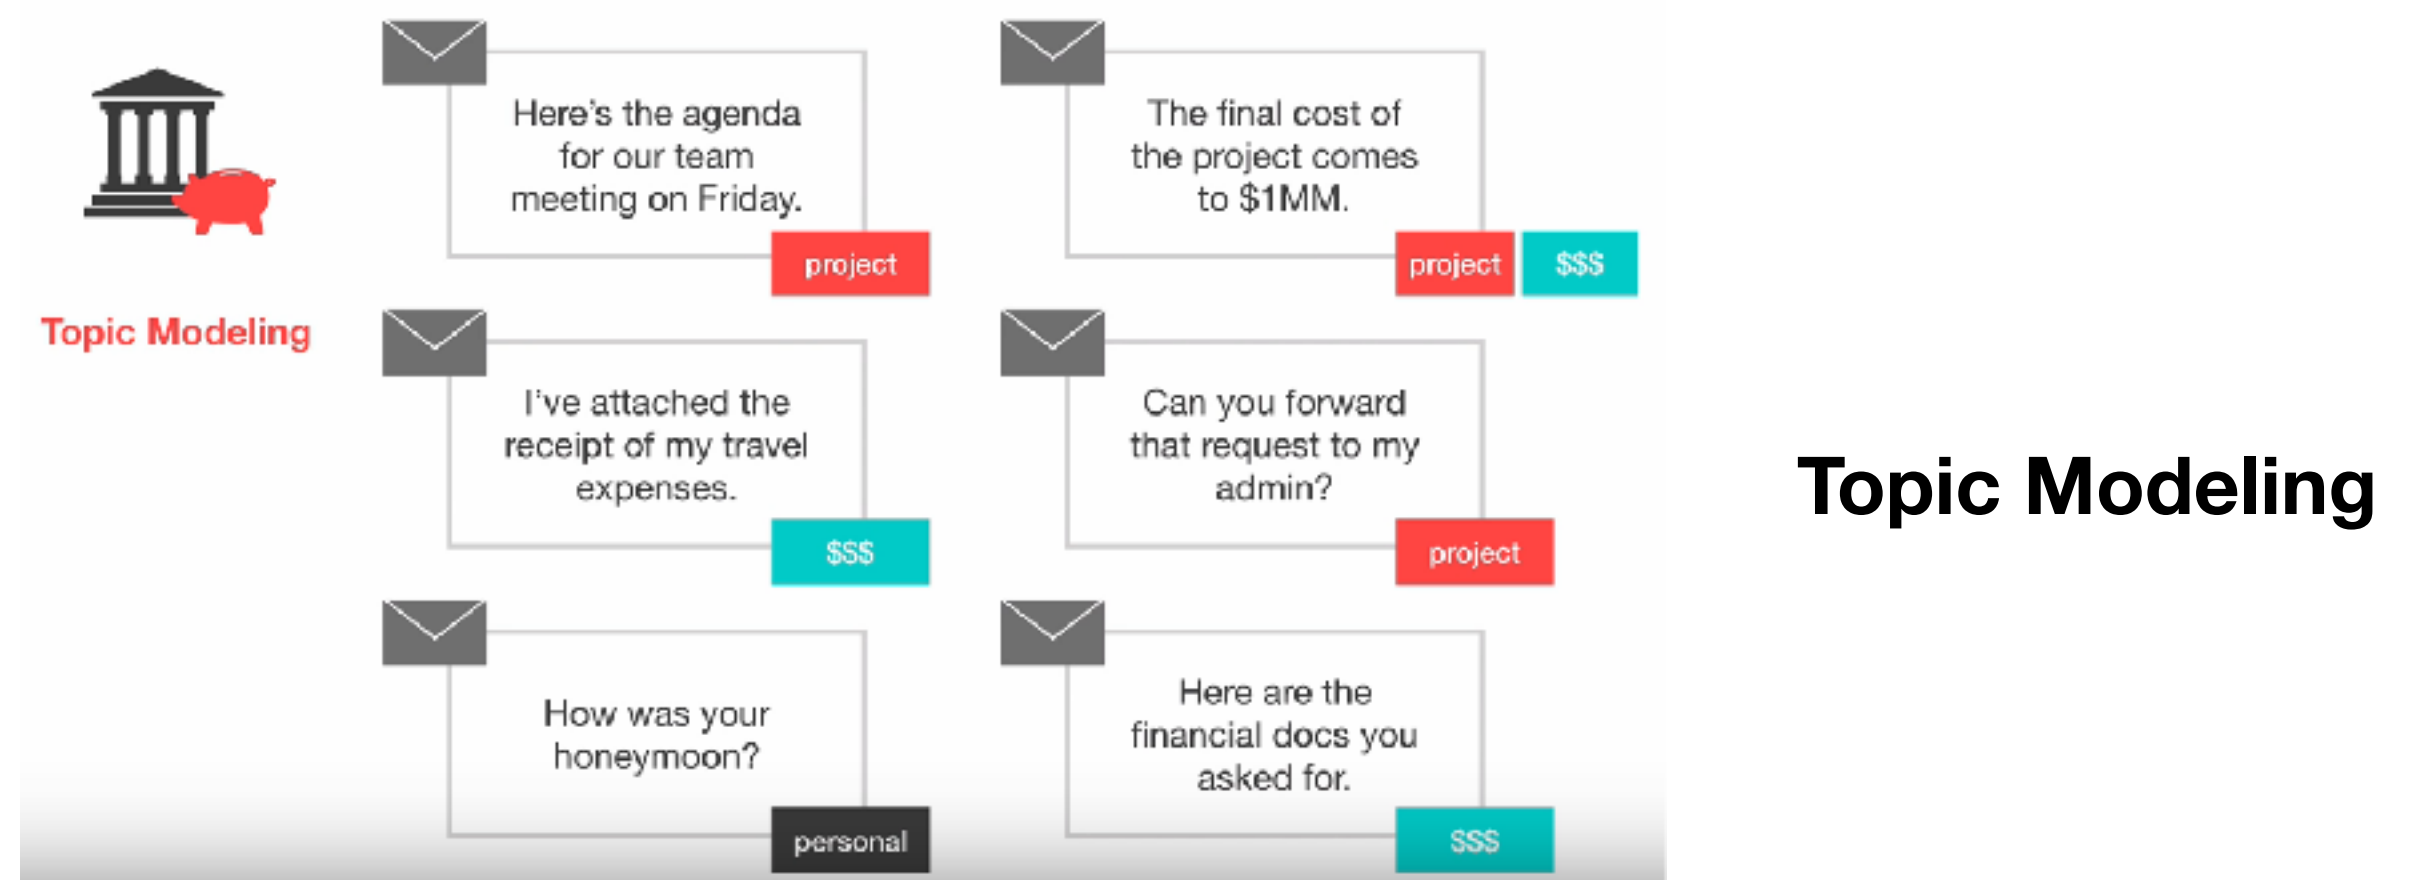 Topic Modeling
Here's the agenda
for our team
meeting on Friday.
project
The final cost of
the project comes
to $1MM.
project
$$$
I've attached the
receipt of my travel
expenses.
$$$
Can you forward
that request to my
admin?
project
How was your
honeymoon?
personal
Here are the
financial docs you
asked for.
$$$
Topic Modeling